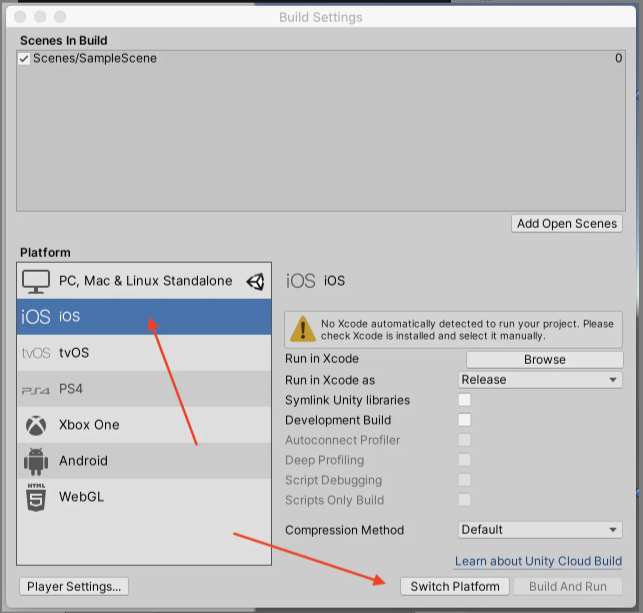 Build Settings
Scenes In Build
Scenes/SampleScene 0
Add Open Scenes
Platform
PC, Mac & Linux Standalone
iOS iOS
tvOS tvOS
PS4 PS4
Xbox One
Android
HTML 5 WebGL
iOS iOS
No Xcode automatically detected to run your project. Please
check Xcode is installed and select it manually.
Run in Xcode Browse
Run in Xcode as Release
Symlink Unity libraries
Development Build
Autoconnect Profiler
Deep Profiling
Script Debugging
Scripts Only Build
Compression Method Default
Learn about Unity Cloud Build
Player Settings... Switch Platform Build And Run